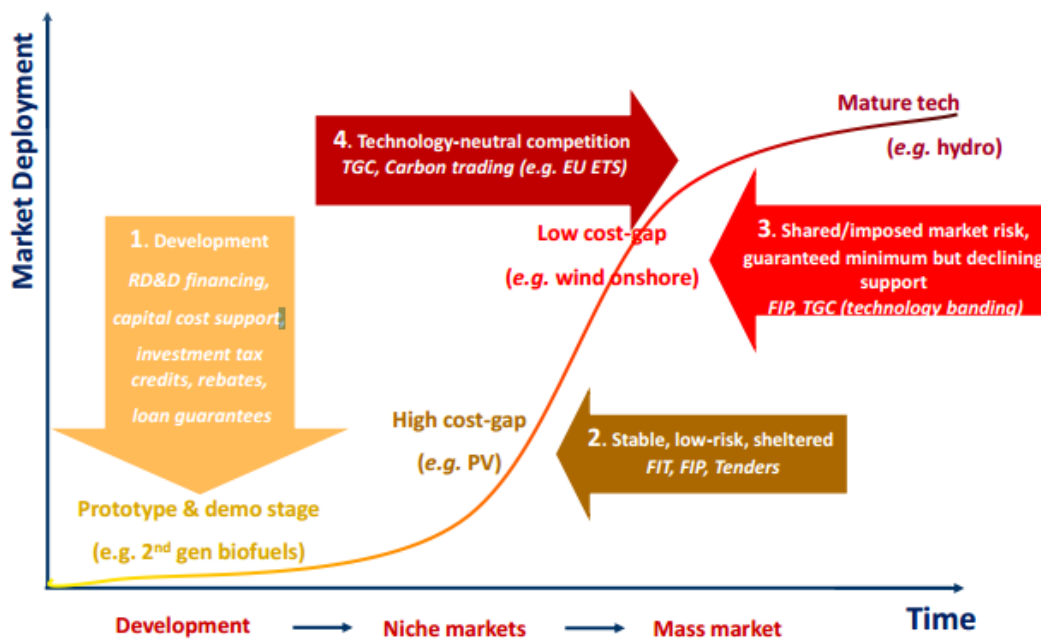 Market Deployment
4. Technology-neutral competition
TGC, Carbon trading (e.g. EU ETS)
Mature tech
(e.g. hydro)
1. Development
RD&D financing,
capital cost support,
investment tax
credits, rebates,
loan guarantees
Low cost-gap
(e.g. wind onshore)
3. Shared/imposed market risk,
guaranteed minimum but declining
support
FIP, TGC (technology banding)
High cost-gap
(e.g. PV)
2. Stable, low-risk, sheltered
FIT, FIP, Tenders
Prototype & demo stage
(e.g. 2nd gen biofuels)
Development
Niche markets
Mass market
Time